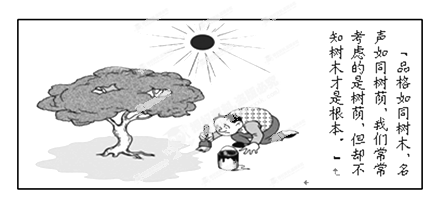 「品格如同树木，名
声如同树荫，我们常常
考虑的是树荫，但却不
知树木才是根本。」